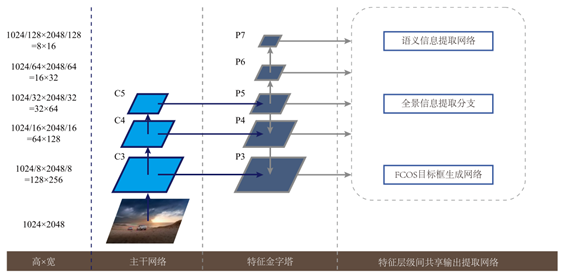 1024/128×2048/128
=8×16
1024/64×2048/64
=16×32
1024/32×2048/32
=32×64
1024/16×2048/16
=64×128
1024/8×2048/8
=128×256
1024×2048
C5
C4
C3
P7
P6
P5
P4
P3
语义信息提取网络
全景信息提取分支
FCOS目标框生成网络
高×宽
主干网络
特征金字塔
特征层级间共享输出提取网络